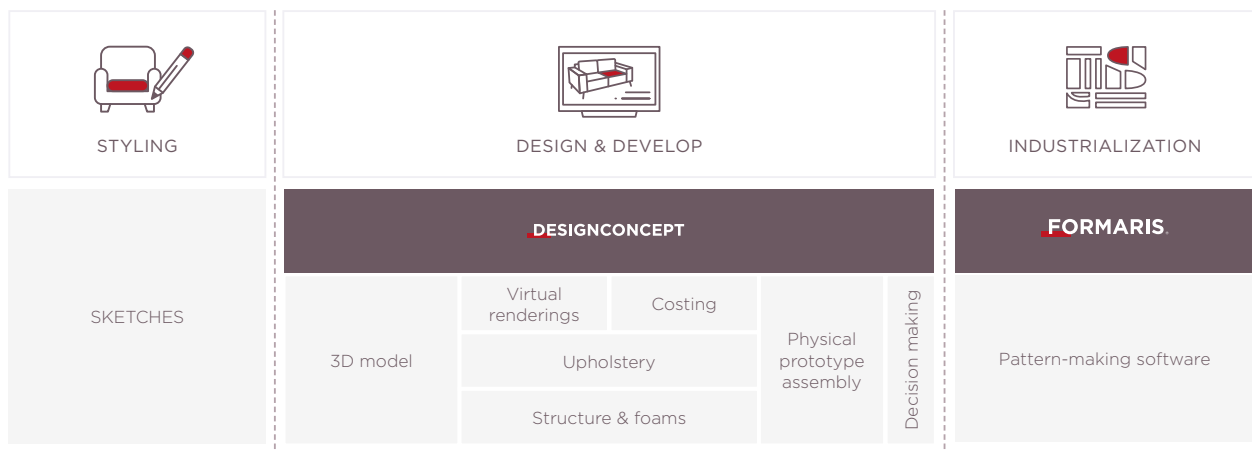 STYLING
DESIGN & DEVELOP
INDUSTRIALIZATION
SKETCHES
DESIGNCONCEPT
3D model
Virtual
renderings
Costing
Upholstery
Structure & foams
Physical
prototype
assembly
Decision making
FORMARIS
Pattern-making software